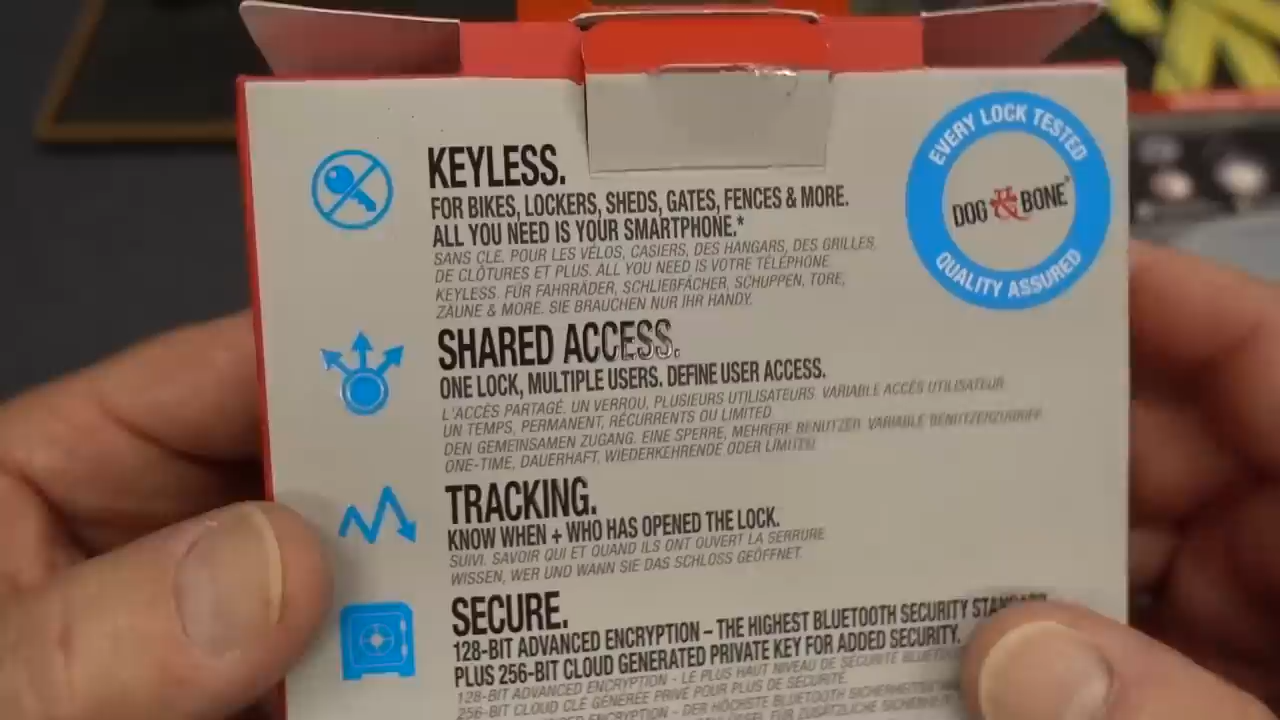 KEYLESS.
FOR BIKES, LOCKERS, SHEDS, GATES, FENCES & MORE.
ALL YOU NEED IS YOUR SMARTPHONE.*
SANS CLÉ. POUR LES VÉLOS, CASIERS, DES HANGARS, DES GRILLES,
DE CLÔTURES ET PLUS. ALL YOU NEED IS VOTRE TÉLÉPHONE.
KEYLESS. FÜR FAHRRÄDER, SCHLIEBFÄCHER, SCHUPPEN, TORE,
ZÄUNE & MORE. SIE BRAUCHEN NUR IHR HANDY.
EVERY LOCK TESTED
DOG & BONE®
QUALITY ASSURED
SHARED ACCESS.
ONE LOCK, MULTIPLE USERS. DEFINE USER ACCESS.
L'ACCÈS PARTAGÉ. UN VERROU, PLUSIEURS UTILISATEURS. VARIABLE ACCÈS UTILISATEUR
UN TEMPS, PERMANENT, RÉCURRENTS OU LIMITED.
DEN GEMEINSAMEN ZUGANG. EINE SPERRE, MEHRERE BENUTZER. VARIABLE BENUTZERZUGRIFF
ONE-TIME, DAUERHAFT, WIEDERKEHRENDE ODER LIMITED.
TRACKING.
KNOW WHEN + WHO HAS OPENED THE LOCK.
SUIVI. SAVOIR QUI ET QUAND ILS ONT OUVERT LA SERRURE
WISSEN, WER UND WANN SIE DAS SCHLOSS GEÖFFNET.
SECURE.
128-BIT ADVANCED ENCRYPTION – THE HIGHEST BLUETOOTH SECURITY
PLUS 256-BIT CLOUD GENERATED PRIVATE KEY FOR ADDED SECURITY.
128-BIT ADVANCED ENCRYPTION - LE PLUS HAUT NIVEAU DE SÉCURITÉ
256-BIT CLOUD CLÉ GÉNÉRÉE PRIVÉ POUR PLUS DE SÉCURITÉ.
ENCRYPTION - DER HÖCHSTE BLUETOOTH
FÜR ZUSÄTZLICHE SICHERHEIT